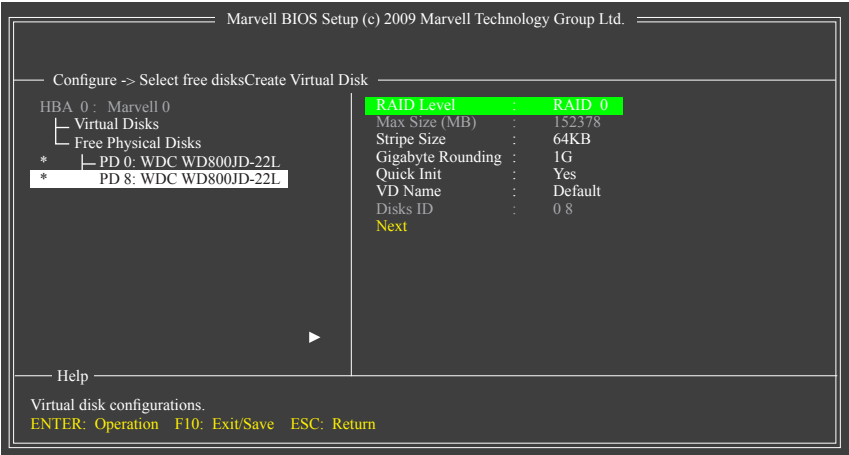 Marvell BIOS Setup (c) 2009 Marvell Technology Group Ltd.
Configure -> Select free disksCreate Virtual Disk
HBA 0 : Marvell 0
Virtual Disks
Free Physical Disks
* PD 0: WDC WD800JD-22L
* PD 8: WDC WD800JD-22L
RAID Level : RAID 0
Max Size (MB) : 152378
Stripe Size : 64KB
Gigabyte Rounding : 1G
Quick Init : Yes
VD Name : Default
Disks ID : 0 8
Next
Help
Virtual disk configurations.
ENTER: Operation F10: Exit/Save ESC: Return